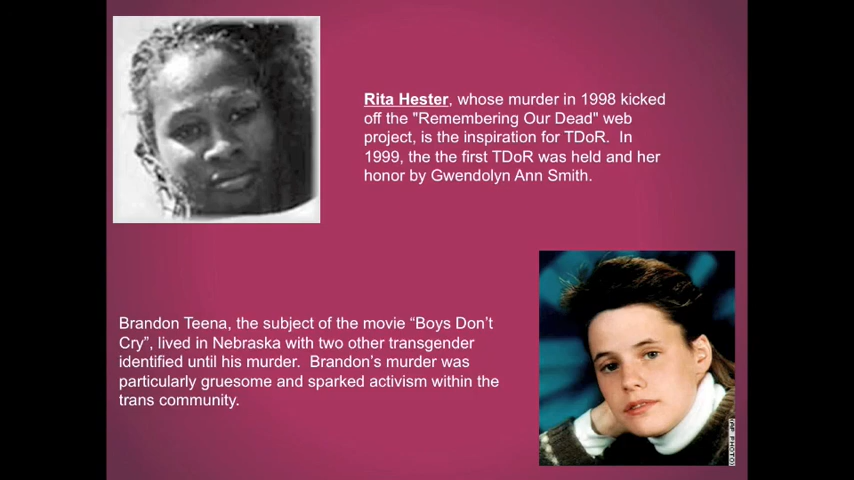 Rita Hester, whose murder in 1998 kicked
off the "Remembering Our Dead" web
project, is the inspiration for TDoR.  In
1999, the the first TDoR was held and her
honor by Gwendolyn Ann Smith.
Brandon Teena, the subject of the movie “Boys Don’t
Cry”, lived in Nebraska with two other transgender
identified until his murder.  Brandon’s murder was
particularly gruesome and sparked activism within the
trans community.
(AP PHOTO)